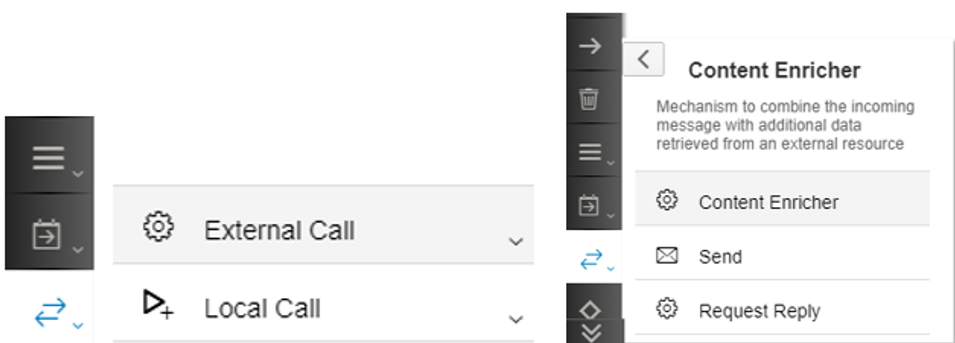 External Call
Local Call
Content Enricher
Mechanism to combine the incoming
message with additional data
retrieved from an external resource
Content Enricher
Send
Request Reply